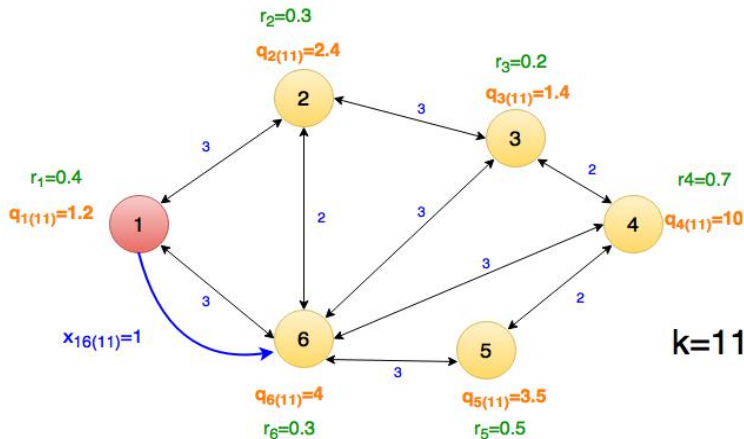 r2=0.3
q2(11)=2.4
2
r3=0.2
q3(11)=1.4
3
3
3
r1=0.4
q1(11)=1.2
1
2
r4=0.7
q4(11)=10
4
2
3
3
3
2
x16(11)=1
6
5
k=11
3
q6(11)=4
r6=0.3
q5(11)=3.5
r5=0.5